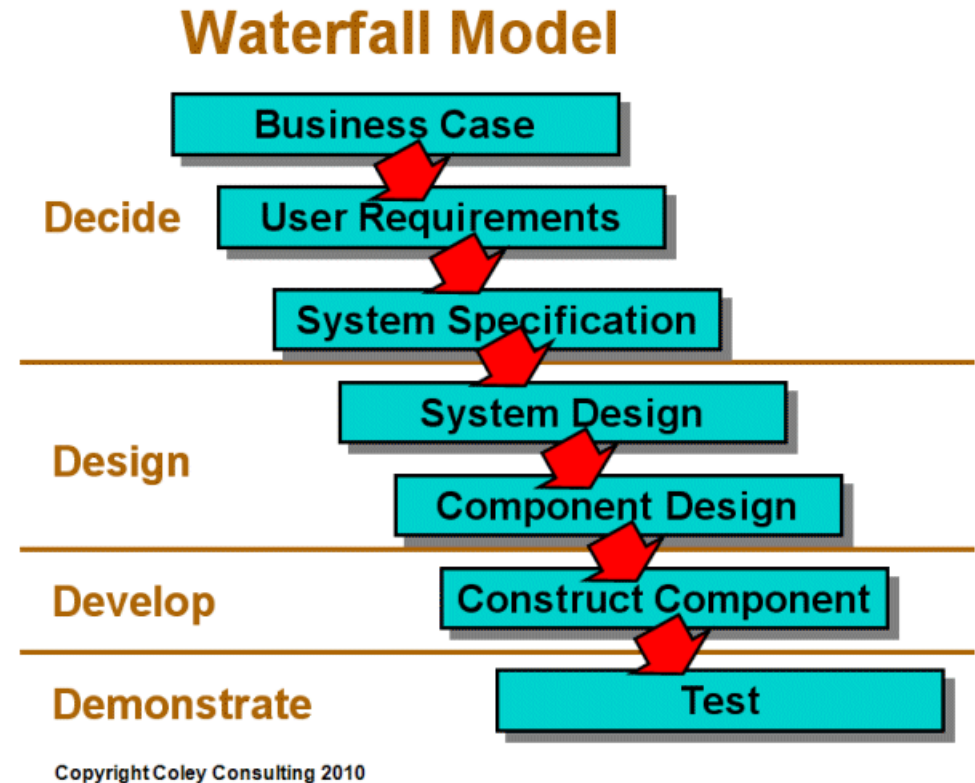 Waterfall Model
Business Case
Decide
User Requirements
System Specification
System Design
Design
Component Design
Develop
Construct Component
Demonstrate
Test
Copyright Coley Consulting 2010